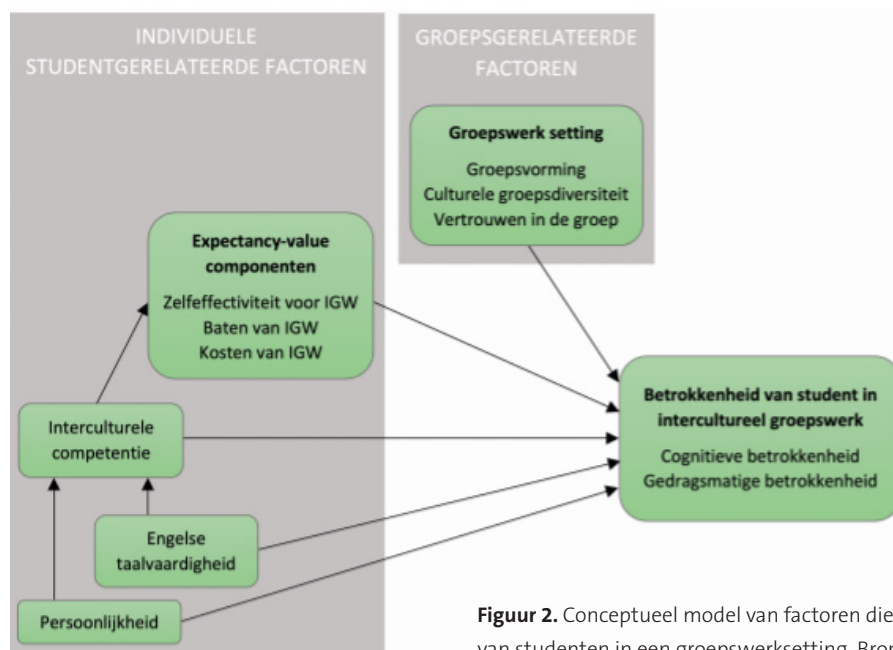 INDIVIDUELE
STUDENTGERELATEERDE FACTOREN
GROEPSGERELATEERDE
FACTOREN
Groepswerk setting
Groepsvorming
Culturele groepsdiversiteit
Vertrouwen in de groep
Expectancy-value
componenten
Zelfeffectiviteit voor IGW
Baten van IGW
Kosten van IGW
Betrokkenheid van student in
intercultureel groepswerk
Cognitieve betrokkenheid
Gedragsmatige betrokkenheid
Interculturele
competentie
Engelse
taalvaardigheid
Persoonlijkheid
Figuur 2. Conceptueel model van factoren die
van studenten in een groepswerksetting. Bron